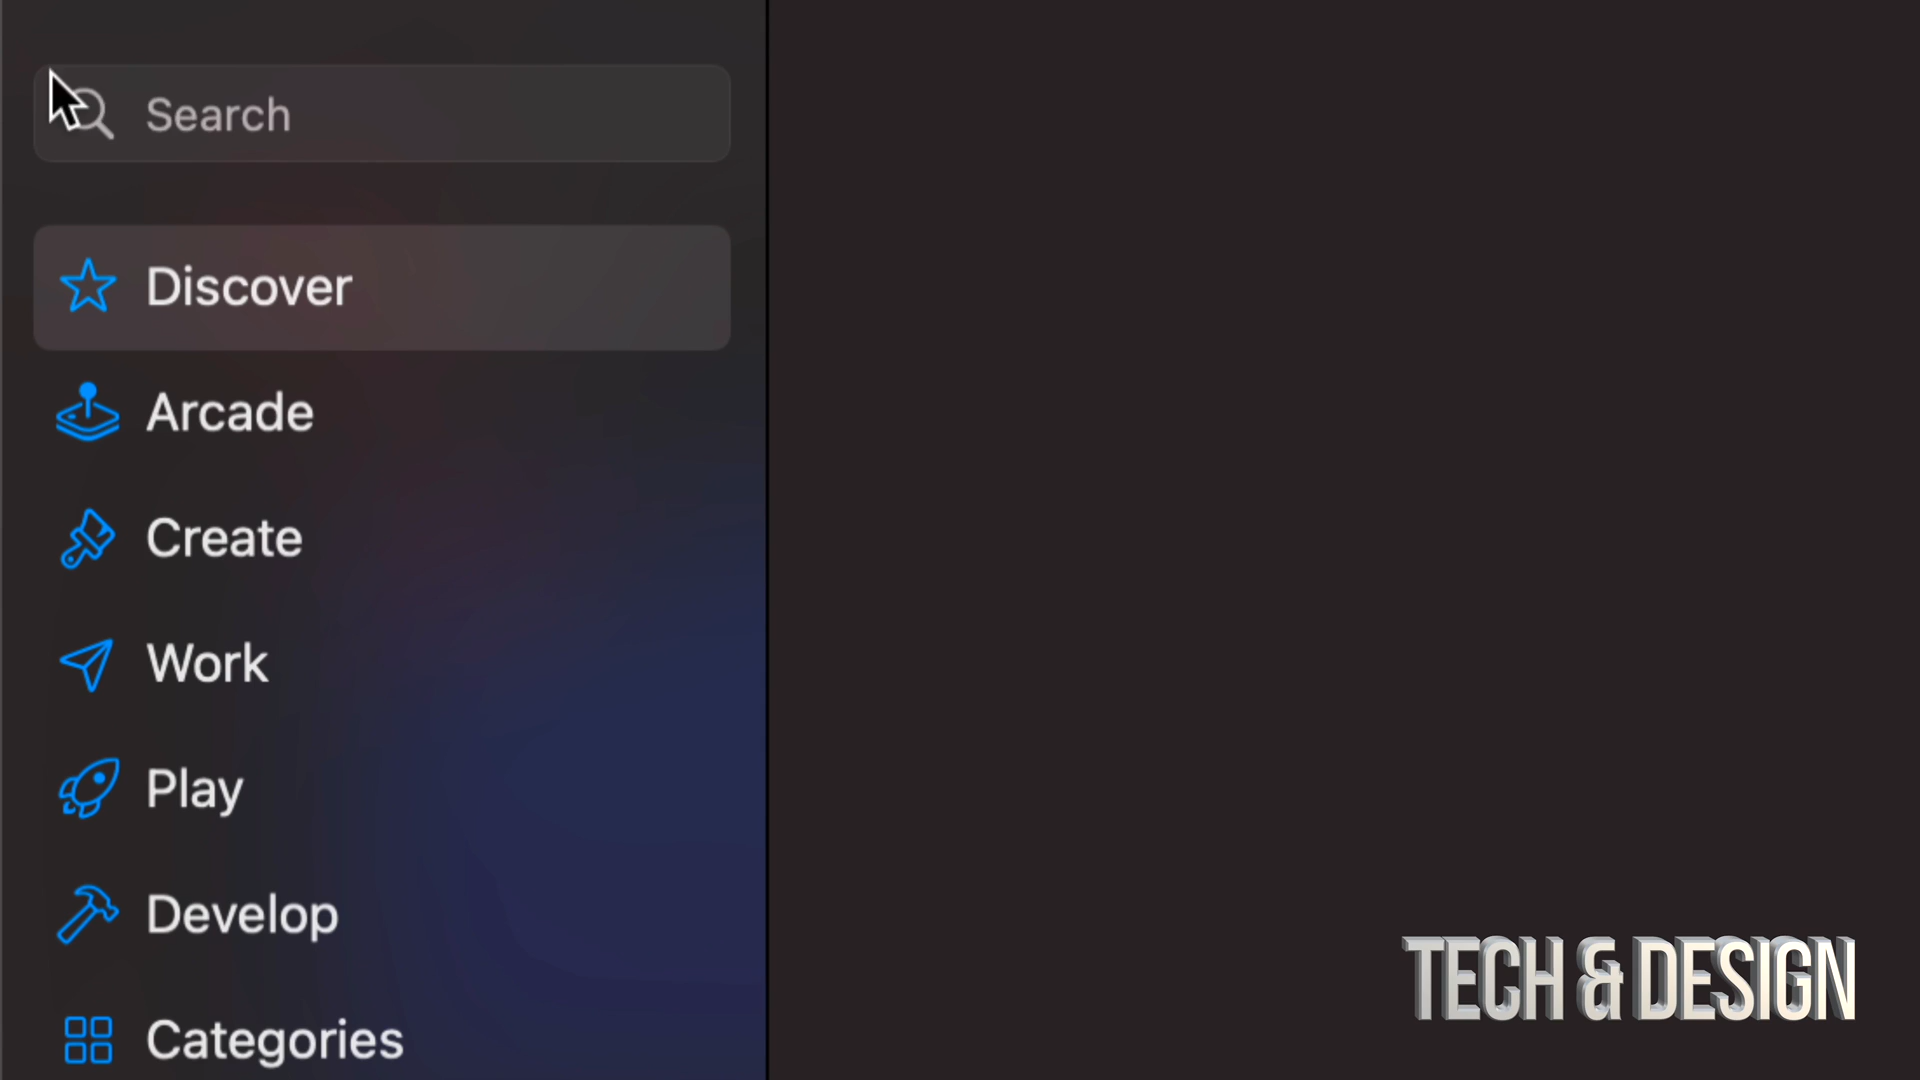 Search
Discover
Arcade
Create
Work
Play
Develop
Categories
TECH & DESIGN